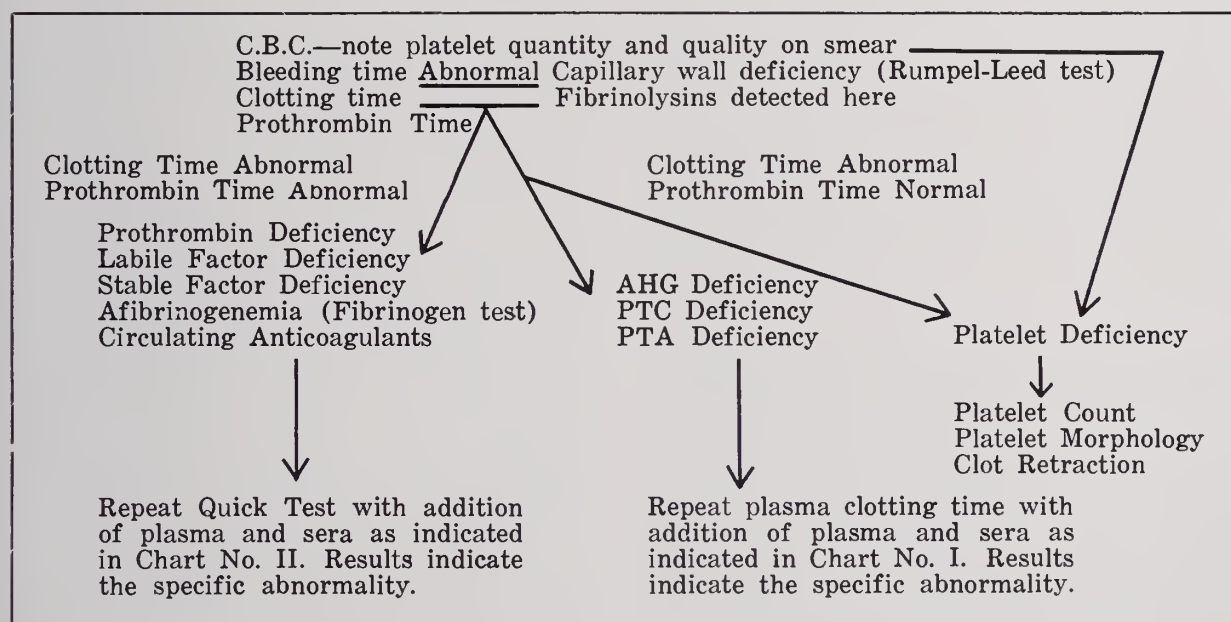 C.B.C.—note platelet quantity and quality on smear
Bleeding time Abnormal Capillary wall deficiency (Rumpel-Leed test)
Clotting time Fibrinolysins detected here
Prothrombin Time
Clotting Time Abnormal
Prothrombin Time Abnormal
Clotting Time Abnormal
Prothrombin Time Normal
Prothrombin Deficiency
Labile Factor Deficiency
Stable Factor Deficiency
Afibrinogenemia (Fibrinogen test)
Circulating Anticoagulants
AHG Deficiency
PTC Deficiency
PTA Deficiency
Platelet Deficiency
Platelet Count
Platelet Morphology
Clot Retraction
Repeat Quick Test with addition
of plasma and sera as indicated
in Chart No. II. Results indicate
the specific abnormality.
Repeat plasma clotting time with
addition of plasma and sera as
indicated in Chart No. I. Results
indicate the specific abnormality.